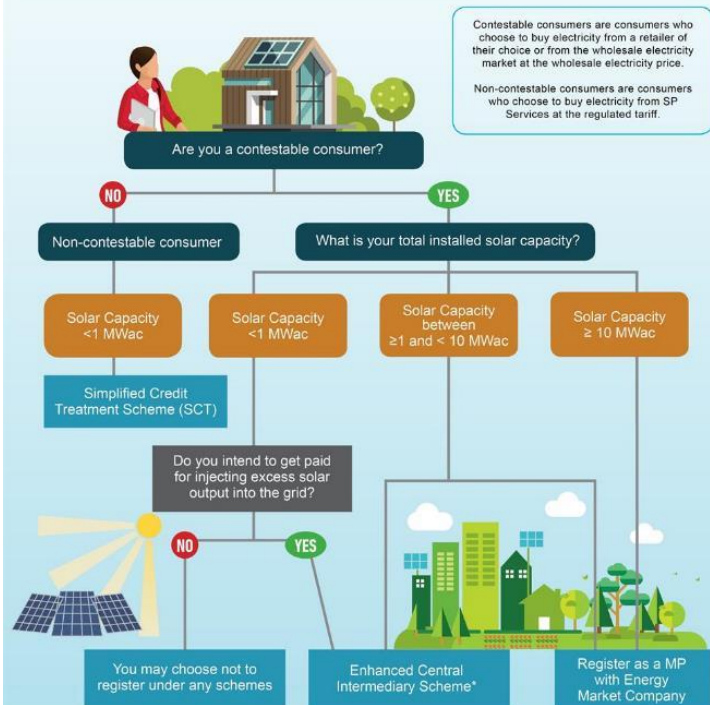 Contestable consumers are consumers who
choose to buy electricity from a retailer of
their choice or from the wholesale electricity
market at the wholesale electricity price.
Non-contestable consumers are consumers
who choose to buy electricity from SP
Services at the regulated tariff.
Are you a contestable consumer?
NO
YES
Non-contestable consumer
What is your total installed solar capacity?
Solar Capacity
<1 MWac
Solar Capacity
<1 MWac
Solar Capacity
between
≥1 and < 10 MWac
Solar Capacity
≥ 10 MWac
Simplified Credit
Treatment Scheme (SCT)
Do you intend to get paid
for injecting excess solar
output into the grid?
NO
YES
You may choose not to
register under any schemes
Enhanced Central
Intermediary Scheme*
Register as a MP
with Energy
Market Company